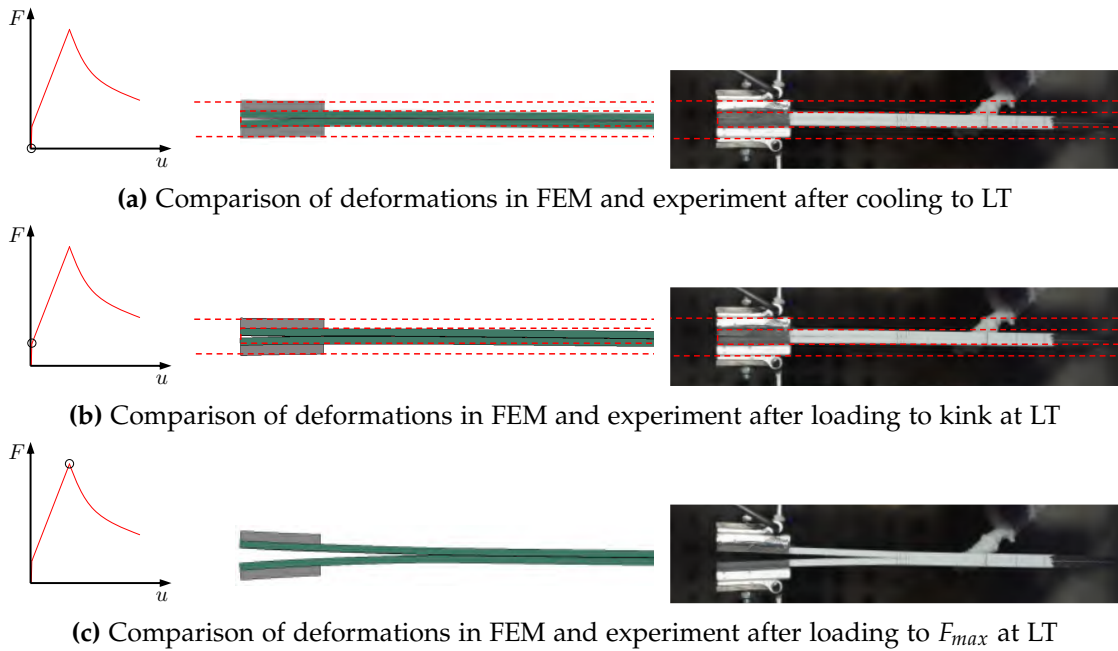 F
u
(a) Comparison of deformations in FEM and experiment after cooling to LT
F
u
(b) Comparison of deformations in FEM and experiment after loading to kink at LT
F
u
(c) Comparison of deformations in FEM and experiment after loading to Fmax at LT